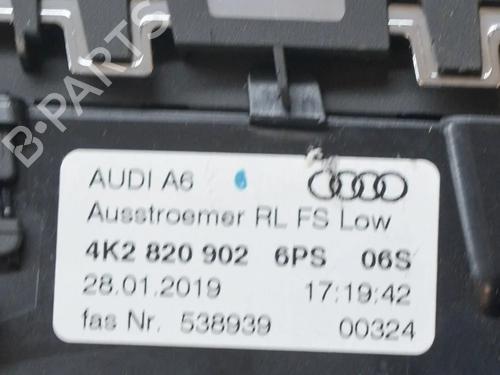 B-PARTS
AUDI A6
Ausstroemer RL FS Low
4K2 820 902 6PS 06S
28.01.2019 17:19:42
fas Nr. 538939 00324